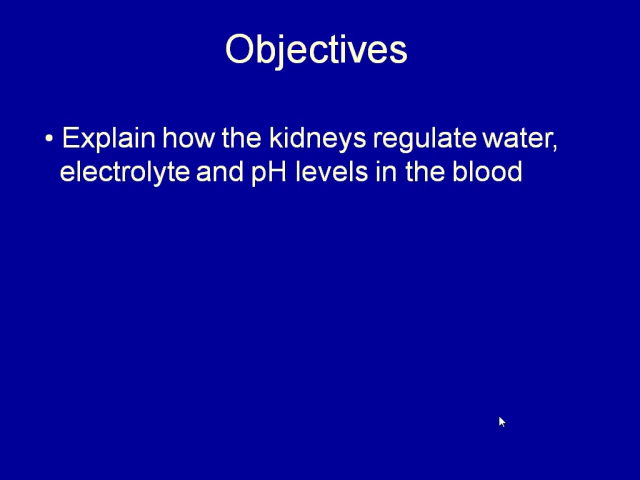 Objectives
• Explain how the kidneys regulate water,
electrolyte and pH levels in the blood